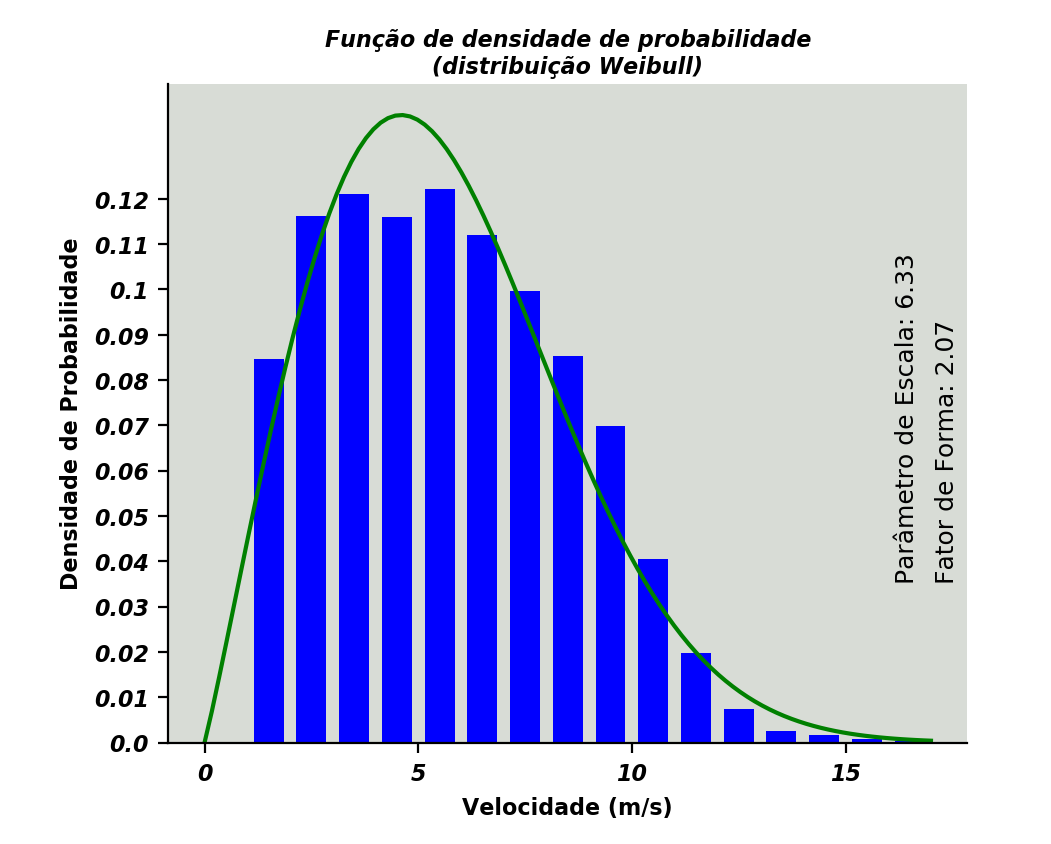 Função de densidade de probabilidade
(distribuição Weibull)
Densidade de Probabilidade
0.12
0.11
0.1
0.09
0.08
0.07
0.06
0.05
0.04
0.03
0.02
0.01
0.0
0
5
10
15
Velocidade (m/s)
Parâmetro de Escala: 6.33
Fator de Forma: 2.07